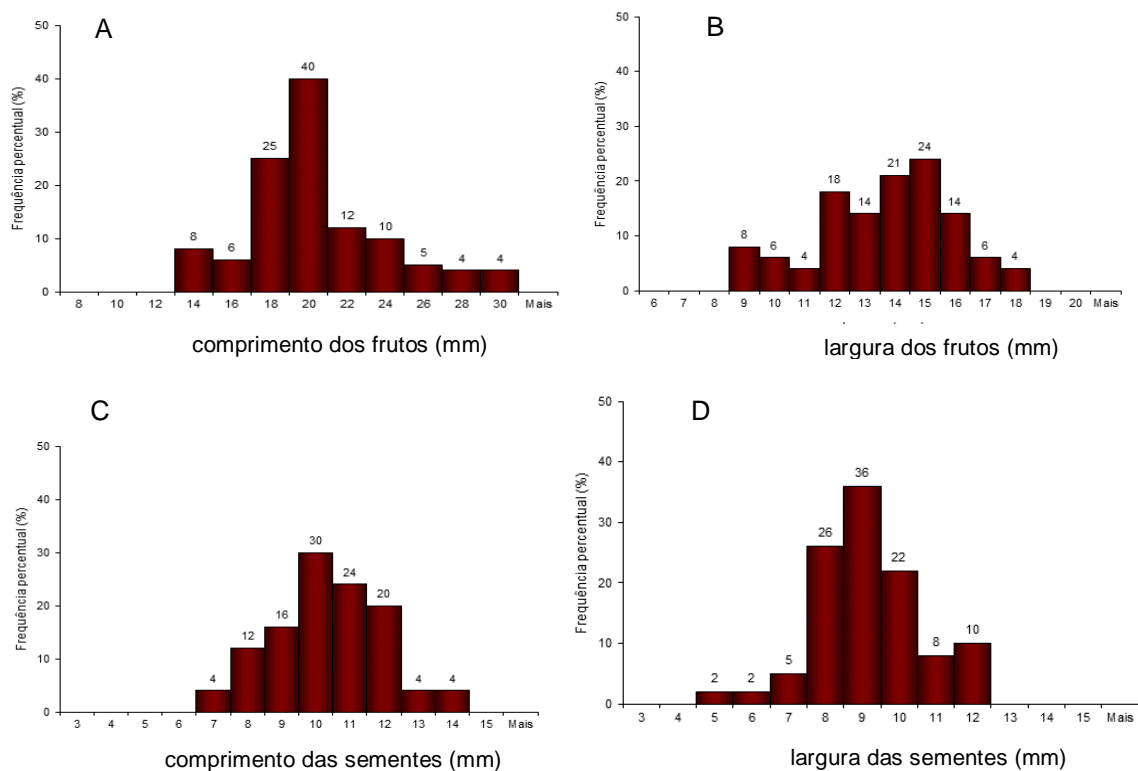 A
Frequência percentual (%)
50
40
30
20
10
0
8 6 25 40 12 10 5 4 4
8 10 12 14 16 18 20 22 24 26 28 30 Mais
comprimento dos frutos (mm)
B
Frequência percentual (%)
50
40
30
20
10
0
8 6 4 18 14 21 24 14 6 4
6 7 8 9 10 11 12 13 14 15 16 17 18 19 20 Mais
largura dos frutos (mm)
C
Frequência percentual (%)
50
40
30
20
10
0
4 12 16 30 24 20 4 4
3 4 5 6 7 8 9 10 11 12 13 14 15 Mais
comprimento das sementes (mm)
D
Frequência percentual (%)
50
40
30
20
10
0
2 2 5 26 36 22 8 10
3 4 5 6 7 8 9 10 11 12 13 14 15 Mais
largura das sementes (mm)